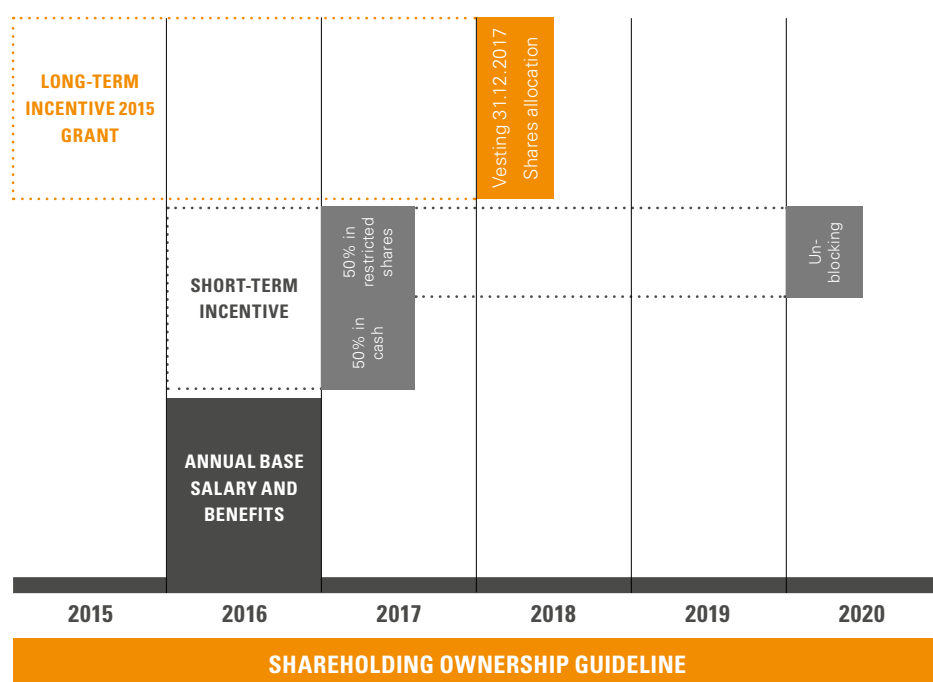 LONG-TERM
INCENTIVE 2015
GRANT
Vesting 31.12.2017
Shares allocation
SHORT-TERM
INCENTIVE
50% in
restricted
shares
50% in
cash
Un-
blocking
ANNUAL BASE
SALARY AND
BENEFITS
2015 2016 2017 2018 2019 2020
SHAREHOLDING OWNERSHIP GUIDELINE